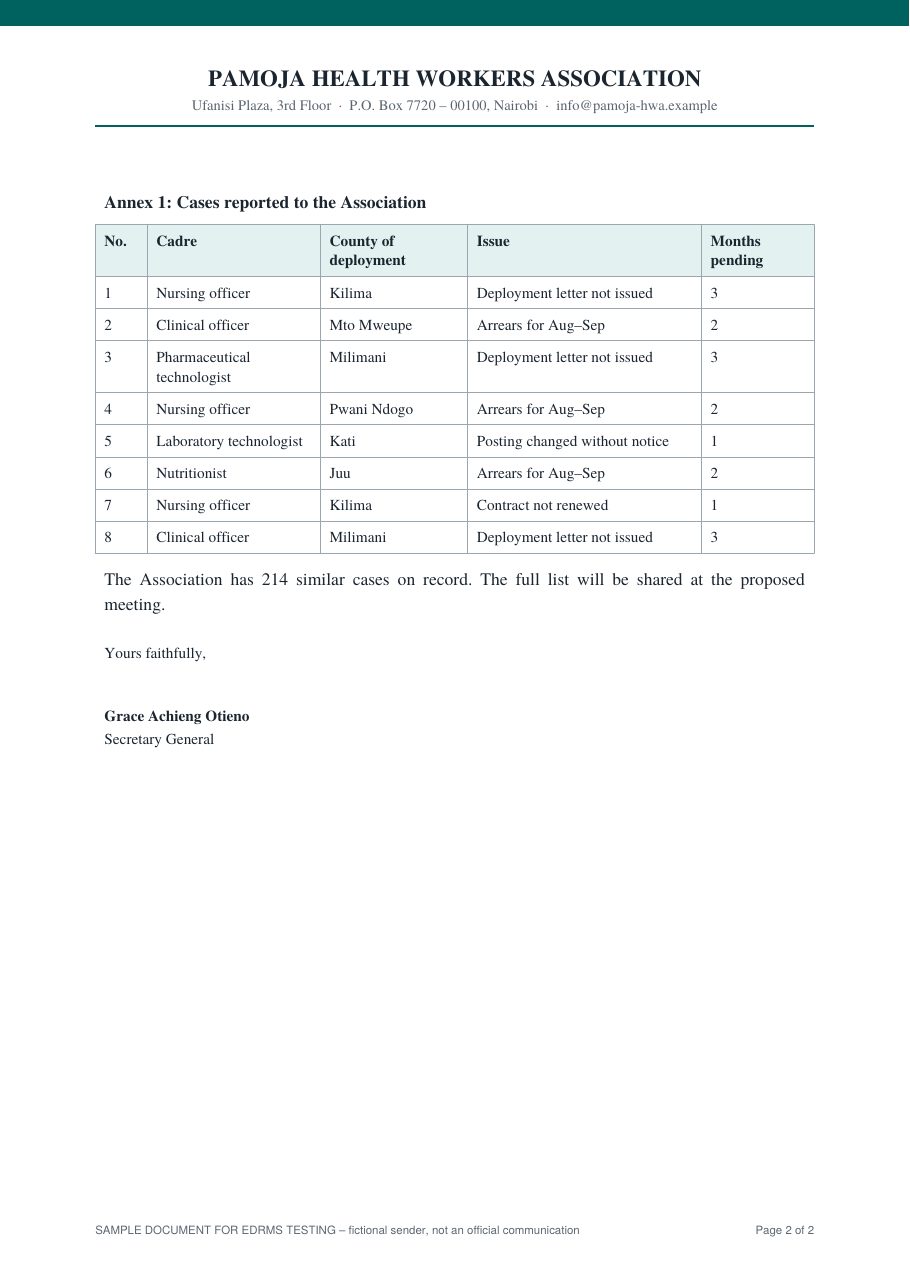 PAMOJA HEALTH WORKERS ASSOCIATION
Ufanisi Plaza, 3rd Floor · P.O. Box 7720 – 00100, Nairobi · info@pamoja-hwa.example
Annex 1: Cases reported to the Association
No. Cadre County of deployment Issue Months pending
1 Nursing officer Kilima Deployment letter not issued 3
2 Clinical officer Mto Mweupe Arrears for Aug–Sep 2
3 Pharmaceutical technologist Milimani Deployment letter not issued 3
4 Nursing officer Pwani Ndogo Arrears for Aug–Sep 2
5 Laboratory technologist Kati Posting changed without notice 1
6 Nutritionist Juu Arrears for Aug–Sep 2
7 Nursing officer Kilima Contract not renewed 1
8 Clinical officer Milimani Deployment letter not issued 3
The Association has 214 similar cases on record. The full list will be shared at the proposed
meeting.
Yours faithfully,
Grace Achieng Otieno
Secretary General
SAMPLE DOCUMENT FOR EDRMS TESTING – fictional sender, not an official communication Page 2 of 2